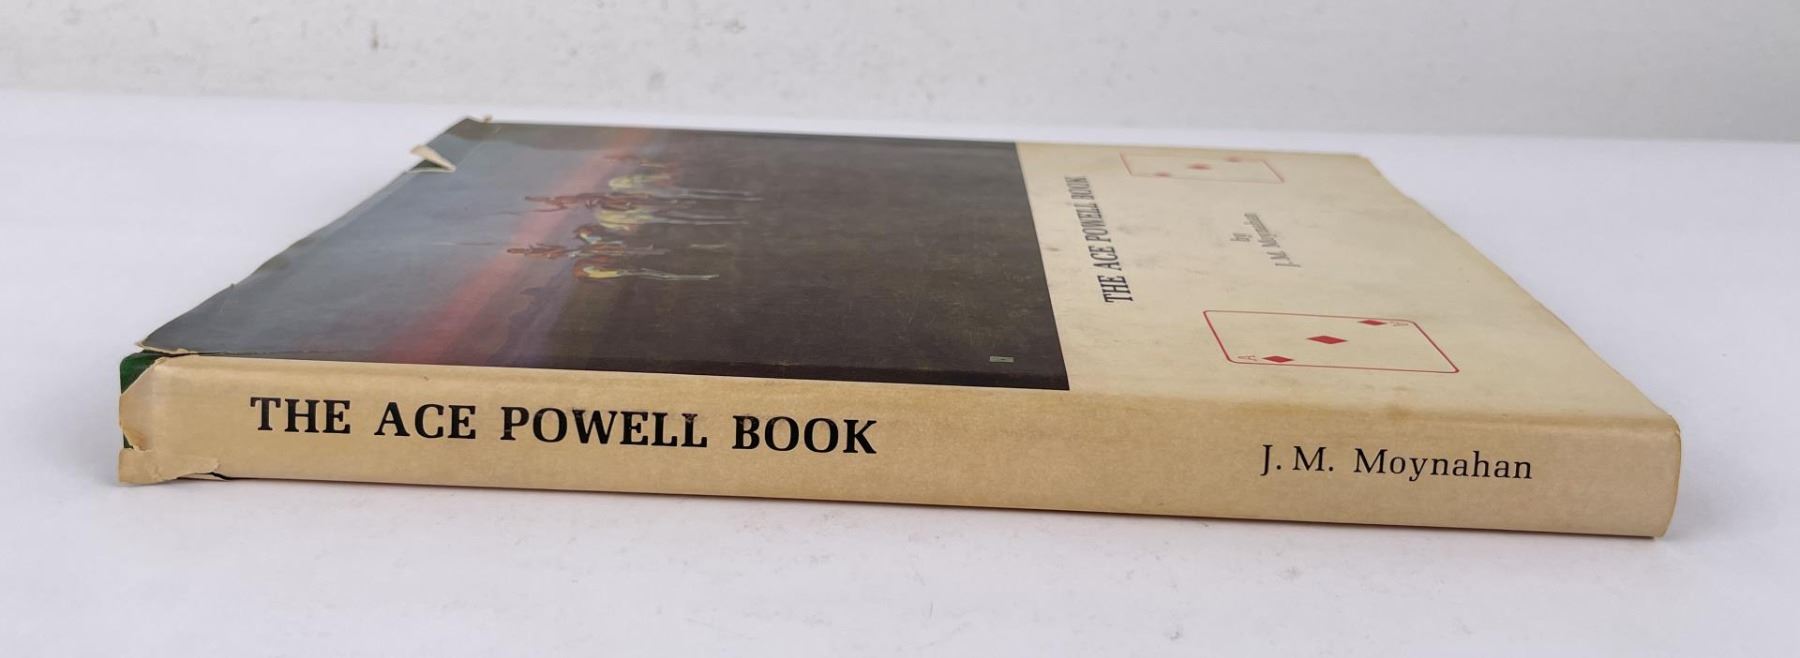 THE ACE POWELL BOOK
J. M. Moynahan
THE ACE POWELL BOOK
by
J. M. Moynahan
A
A